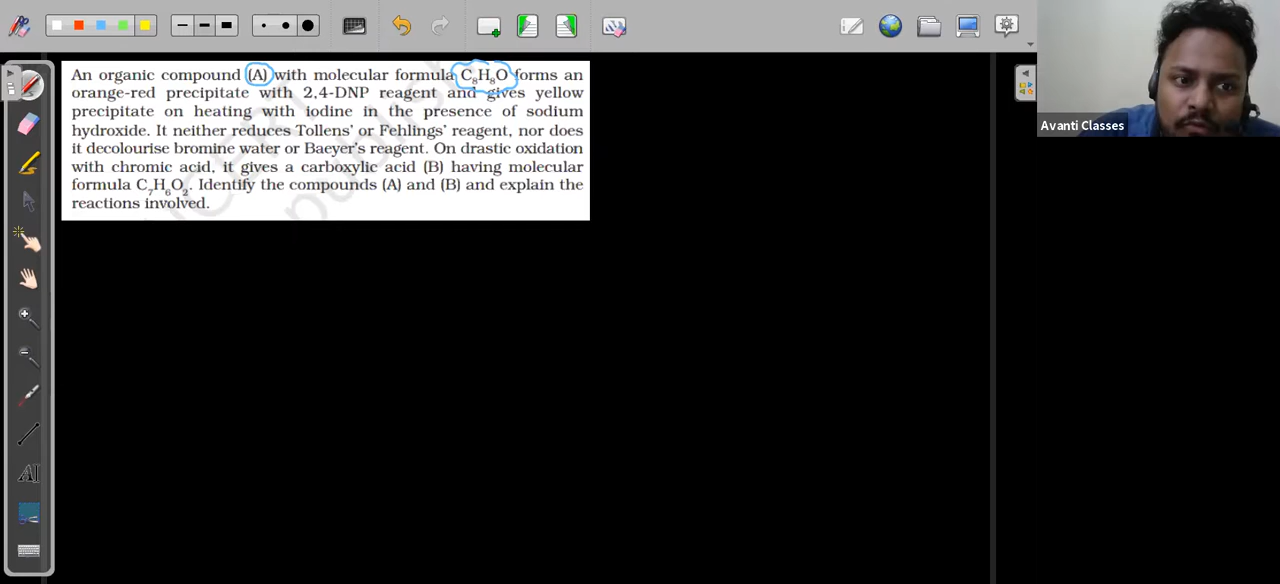 An organic compound (A) with molecular formula C₈H₈O forms an
orange-red precipitate with 2,4-DNP reagent and gives yellow
precipitate on heating with iodine in the presence of sodium
hydroxide. It neither reduces Tollens' or Fehlings' reagent, nor does
it decolourise bromine water or Baeyer's reagent. On drastic oxidation
with chromic acid, it gives a carboxylic acid (B) having molecular
formula C₇H₆O₂. Identify the compounds (A) and (B) and explain the
reactions involved.
Avanti Classes
AI